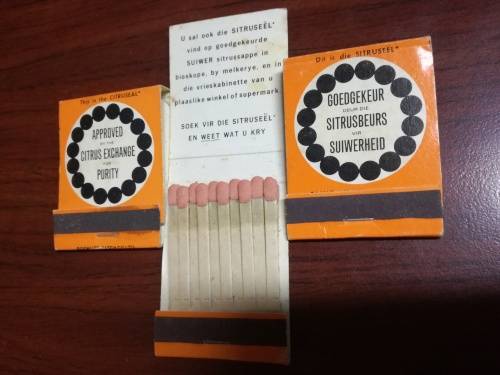 This is the CITRUSEAL*
APPROVED
BY THE
CITRUS EXCHANGE
FOR
PURITY
U sal ook die SITRUSEËL*
vind op goedgekeurde
SUIWER sitrussappe in
bioskope, by melkerye, en in
die vrieskabinette van u
plaaslike winkel of supermark
SOEK VIR DIE SITRUSEËL*
EN WEET WAT U KRY
Dit is die SITRUSEËL*
GOEDGEKEUR
DEUR DIE
SITRUSBEURS
VIR
SUIWERHEID